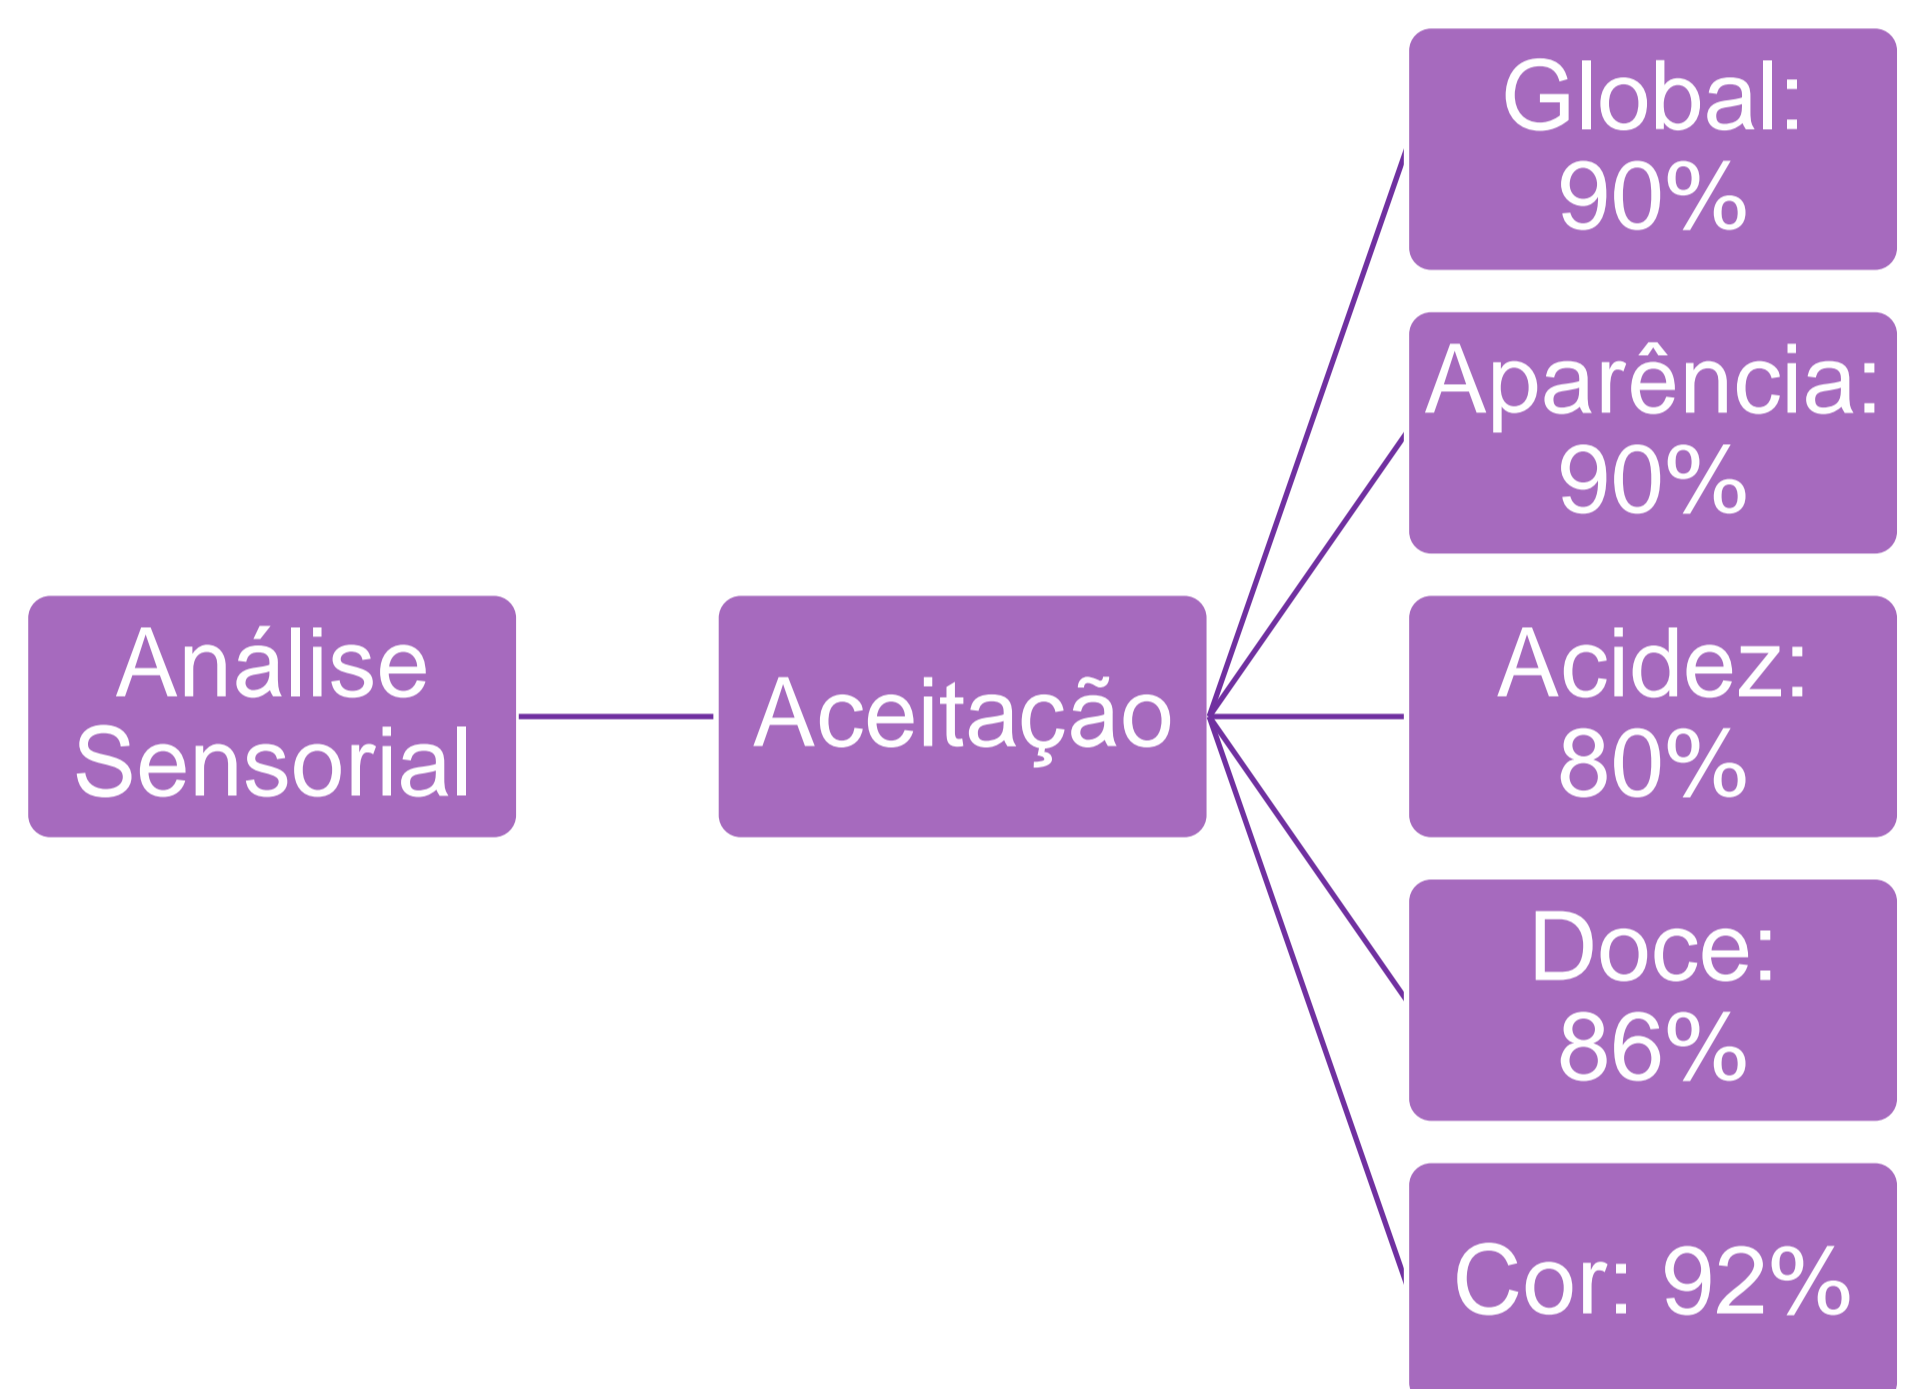 Análise
Sensorial
Aceitação
Global:
90%
Aparência:
90%
Acidez:
80%
Doce:
86%
Cor: 92%